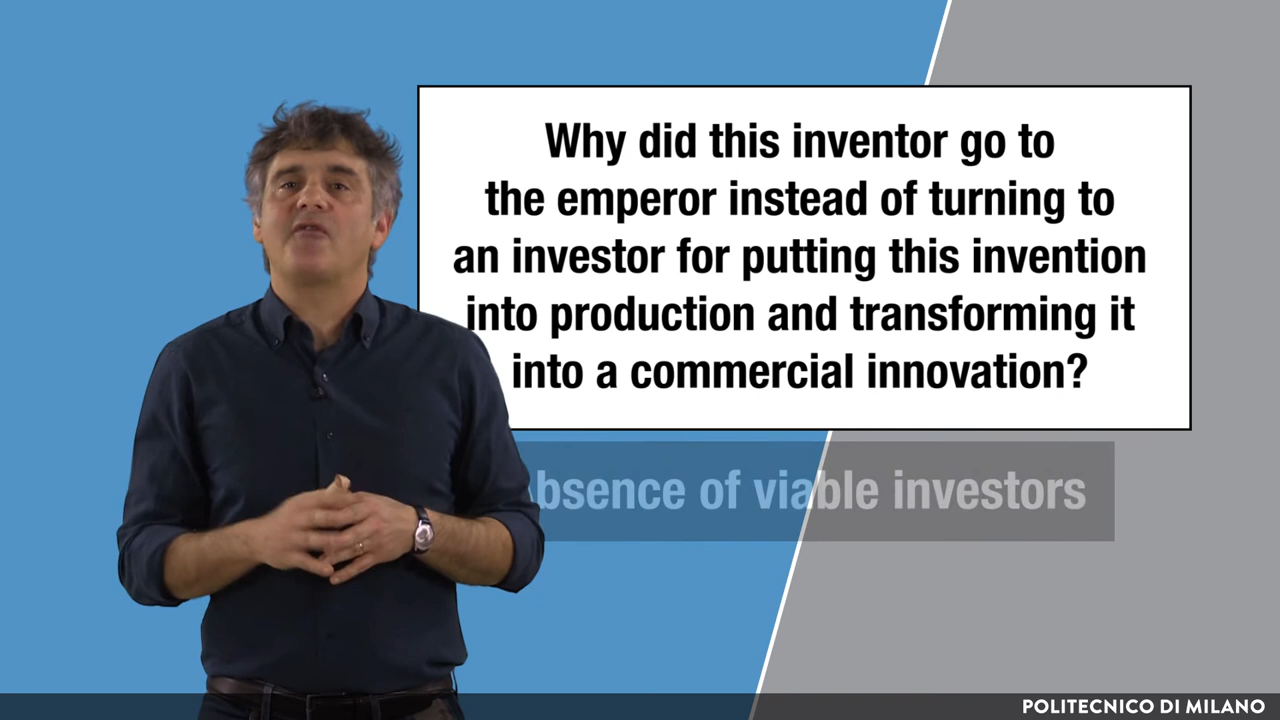 Why did this inventor go to
the emperor instead of turning to
an investor for putting this invention
into production and transforming it
into a commercial innovation?
Absence of viable investors
POLITECNICO DI MILANO